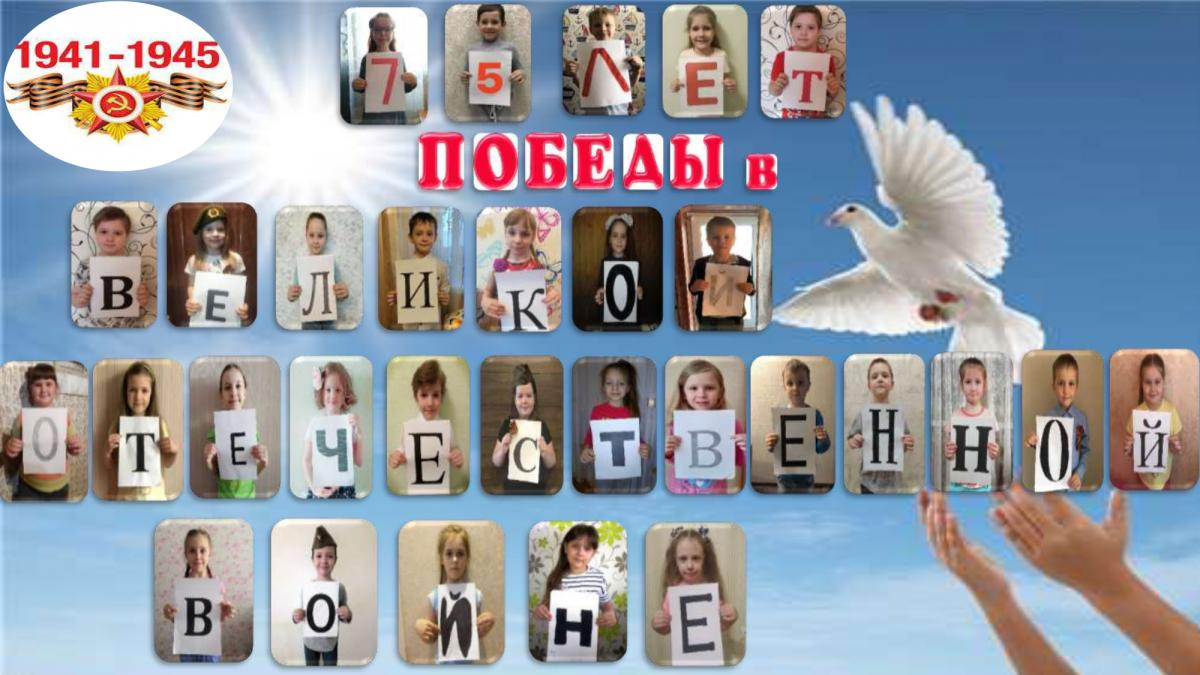 1941-1945
75 ЛЕТ
ПОБЕДЫ в
ВЕЛИКОЙ
ОТЕЧЕСТВЕННОЙ
ВОЙНЕ